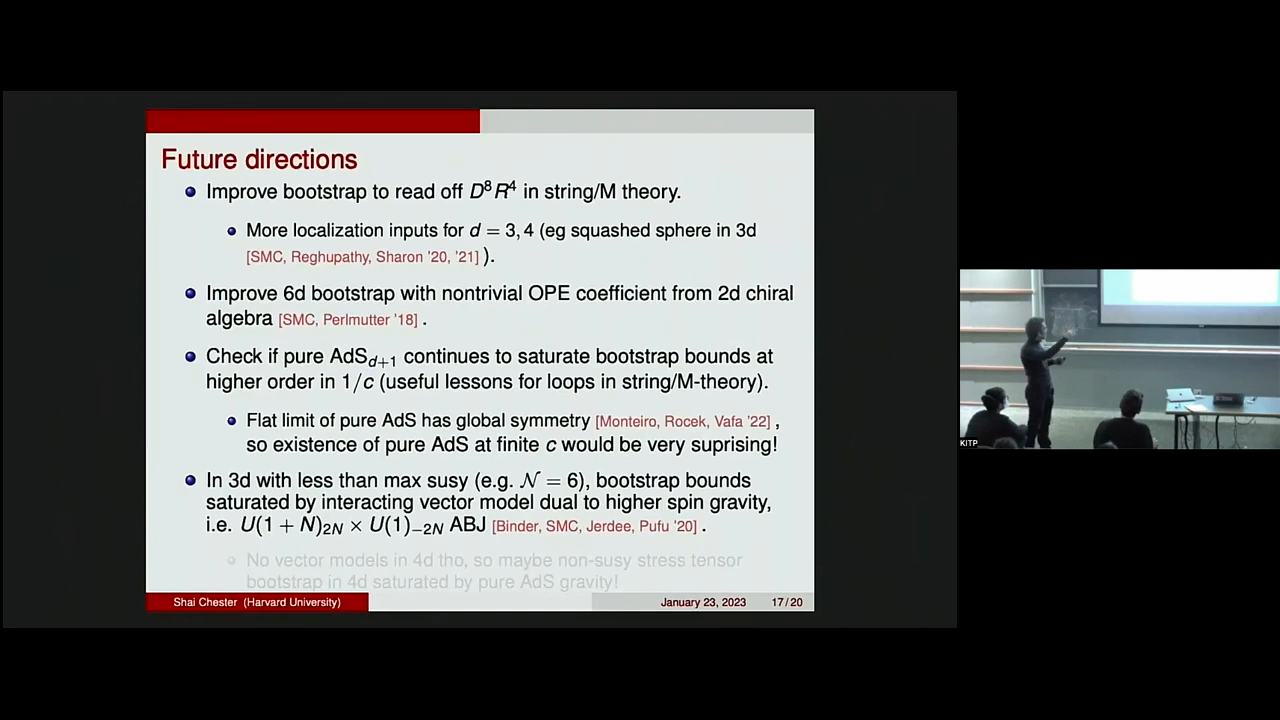 Future directions
Improve bootstrap to read off D⁸R⁴ in string/M theory.
More localization inputs for d = 3, 4 (eg squashed sphere in 3d
[SMC, Reghupathy, Sharon '20, '21] ).
Improve 6d bootstrap with nontrivial OPE coefficient from 2d chiral
algebra [SMC, Perlmutter '18] .
Check if pure AdS_{d+1} continues to saturate bootstrap bounds at
higher order in 1/c (useful lessons for loops in string/M-theory).
Flat limit of pure AdS has global symmetry [Monteiro, Rocek, Vafa '22] ,
so existence of pure AdS at finite c would be very suprising!
In 3d with less than max susy (e.g. 𝒩 = 6), bootstrap bounds
saturated by interacting vector model dual to higher spin gravity,
i.e. U(1 + N)_{2N} × U(1)_{−2N} ABJ [Binder, SMC, Jerdee, Pufu '20] .
No vector models in 4d tho, so maybe non-susy stress tensor
bootstrap in 4d saturated by pure AdS gravity!
Shai Chester (Harvard University)
January 23, 2023
17/20
KITP